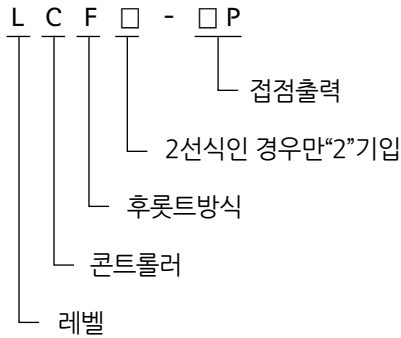 L C F □ - □ P
접점출력
2선식인 경우만“2”기입
후롯트방식
콘트롤러
레벨